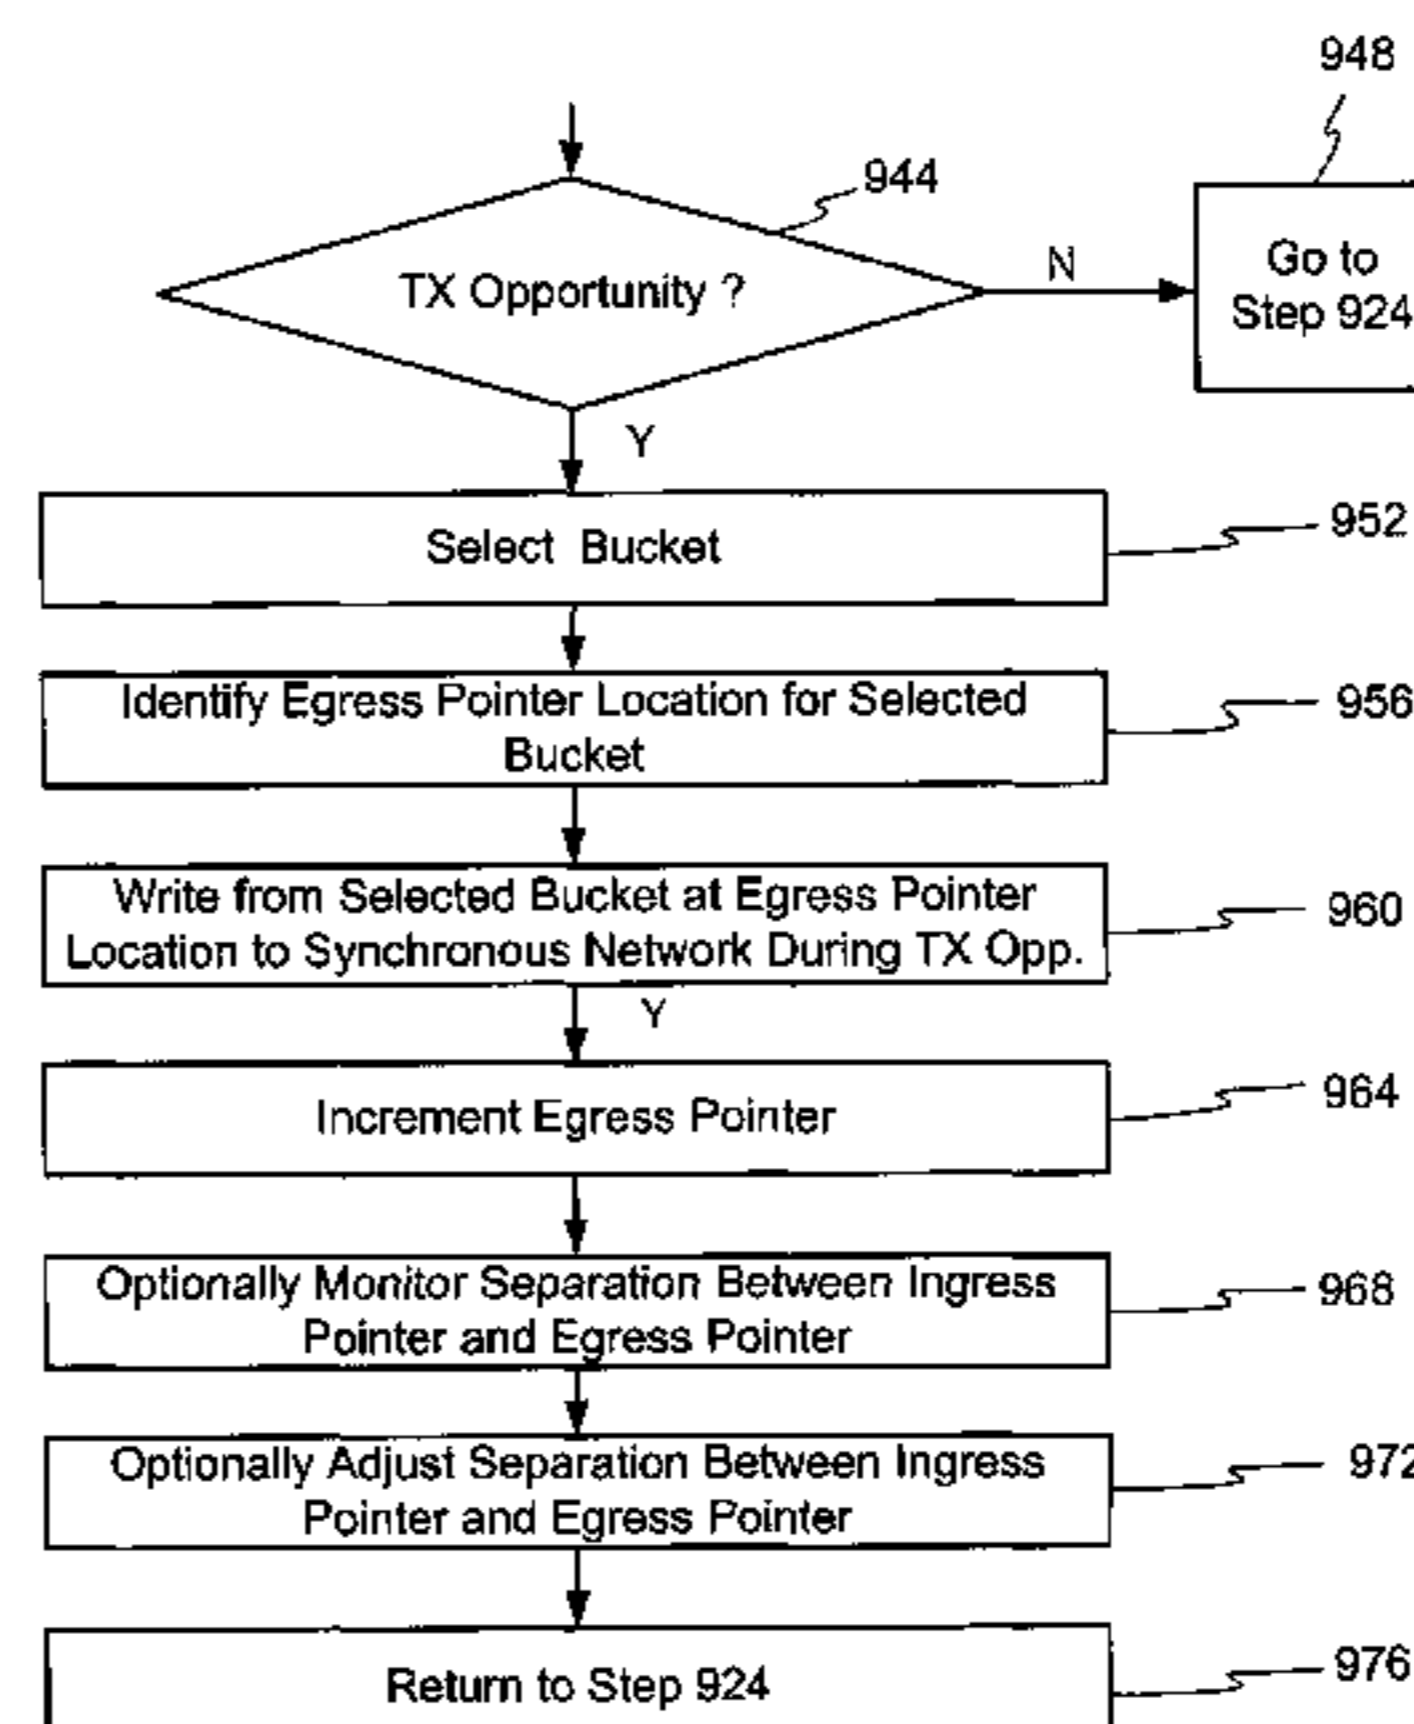 948
944
TX Opportunity ?
N
Go to
Step 924
Y
Select Bucket
952
Identify Egress Pointer Location for Selected
Bucket
956
Write from Selected Bucket at Egress Pointer
Location to Synchronous Network During TX Opp.
960
Y
Increment Egress Pointer
964
Optionally Monitor Separation Between Ingress
Pointer and Egress Pointer
968
Optionally Adjust Separation Between Ingress
Pointer and Egress Pointer
972
Return to Step 924
976